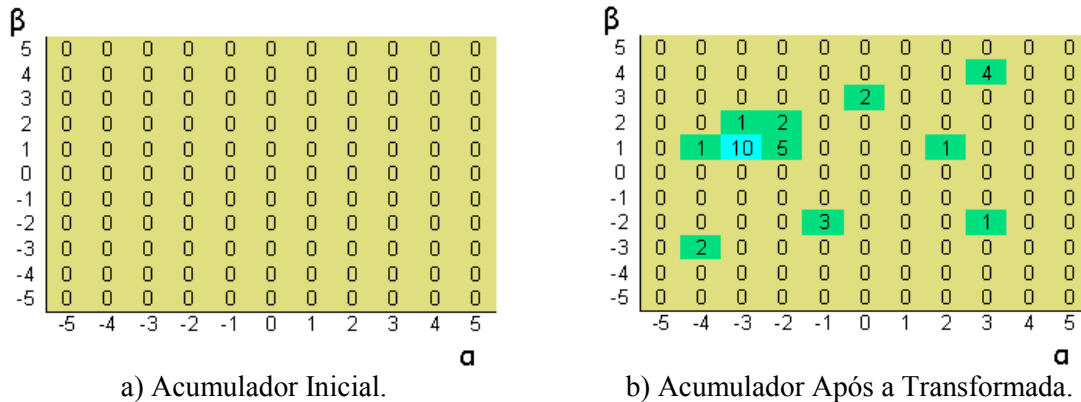 β
5 0 0 0 0 0 0 0 0 0 0 0
4 0 0 0 0 0 0 0 0 0 0 0
3 0 0 0 0 0 0 0 0 0 0 0
2 0 0 0 0 0 0 0 0 0 0 0
1 0 0 0 0 0 0 0 0 0 0 0
0 0 0 0 0 0 0 0 0 0 0 0
-1 0 0 0 0 0 0 0 0 0 0 0
-2 0 0 0 0 0 0 0 0 0 0 0
-3 0 0 0 0 0 0 0 0 0 0 0
-4 0 0 0 0 0 0 0 0 0 0 0
-5 0 0 0 0 0 0 0 0 0 0 0
-5 -4 -3 -2 -1 0 1 2 3 4 5
α
a) Acumulador Inicial.
β
5 0 0 0 0 0 0 0 0 0 0 0
4 0 0 0 0 0 0 0 0 4 0 0
3 0 0 0 0 0 2 0 0 0 0 0
2 0 0 1 2 0 0 0 0 0 0 0
1 0 1 10 5 0 0 0 1 0 0 0
0 0 0 0 0 0 0 0 0 0 0 0
-1 0 0 0 0 0 0 0 0 0 0 0
-2 0 0 0 0 3 0 0 0 1 0 0
-3 0 2 0 0 0 0 0 0 0 0 0
-4 0 0 0 0 0 0 0 0 0 0 0
-5 0 0 0 0 0 0 0 0 0 0 0
-5 -4 -3 -2 -1 0 1 2 3 4 5
α
b) Acumulador Após a Transformada.